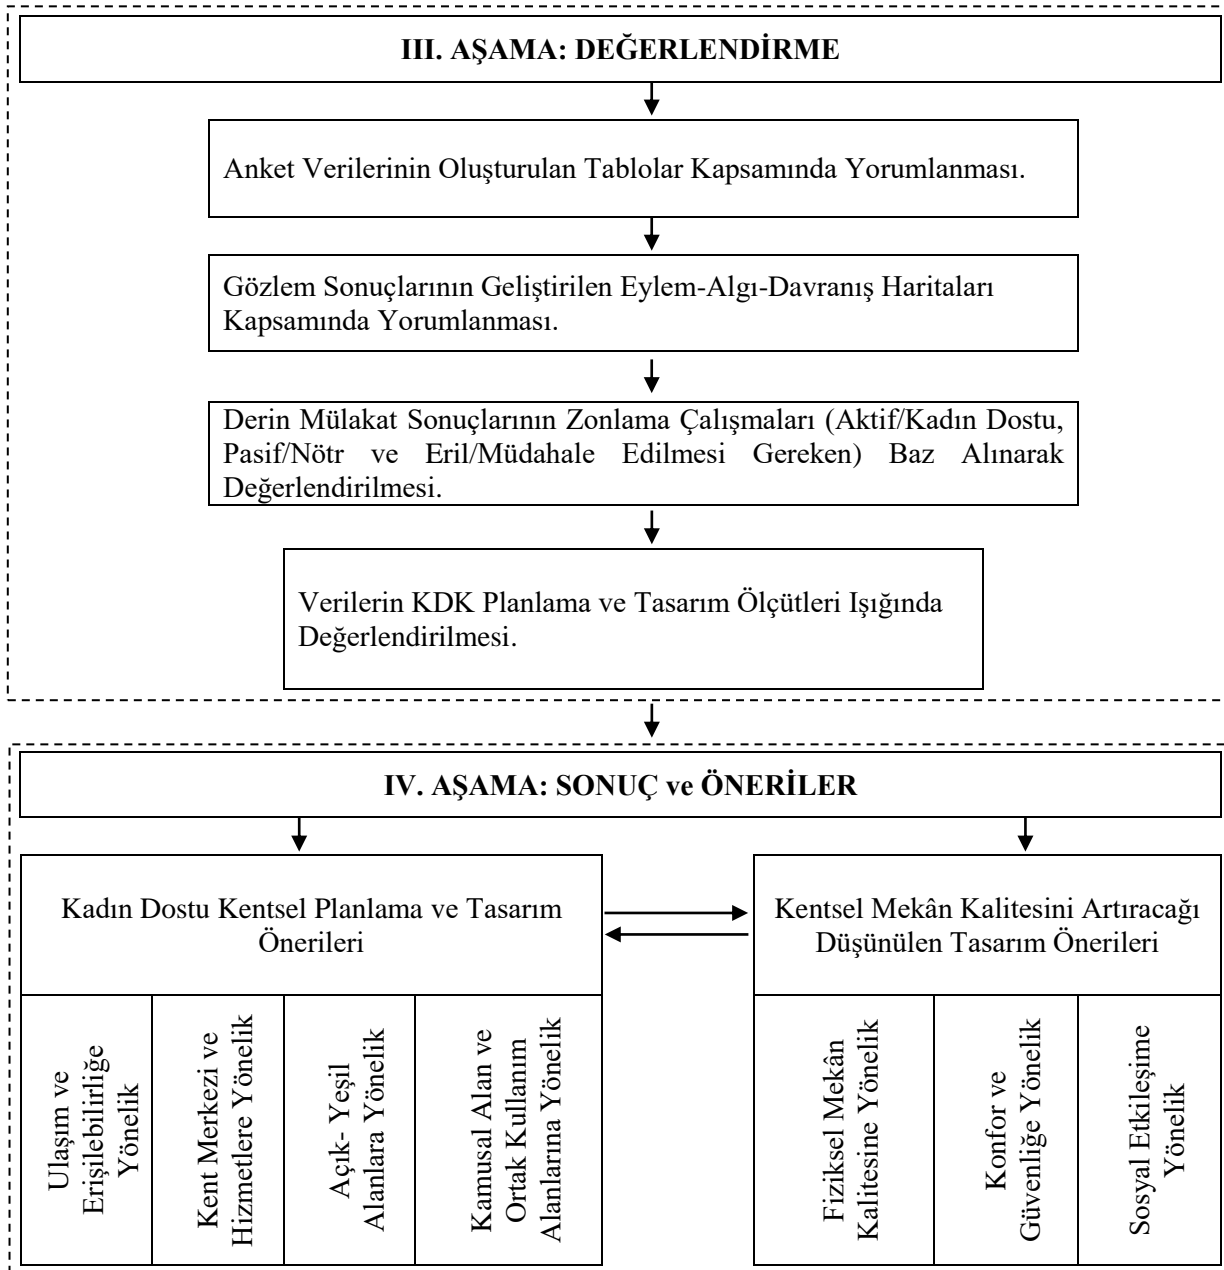 III. AŞAMA: DEĞERLENDİRME
Anket Verilerinin Oluşturulan Tablolar Kapsamında Yorumlanması.
Gözlem Sonuçlarının Geliştirilen Eylem-Algı-Davranış Haritaları
Kapsamında Yorumlanması.
Derin Mülakat Sonuçlarının Zonlama Çalışmaları (Aktif/Kadın Dostu,
Pasif/Nötr ve Eril/Müdahale Edilmesi Gereken) Baz Alınarak
Değerlendirilmesi.
Verilerin KDK Planlama ve Tasarım Ölçütleri Işığında
Değerlendirilmesi.
IV. AŞAMA: SONUÇ ve ÖNERİLER
Kadın Dostu Kentsel Planlama ve Tasarım
Önerileri
Kentsel Mekân Kalitesini Artıracağı
Düşünülen Tasarım Önerileri
Ulaşım ve
Erişilebilirliğe
Yönelik
Kent Merkezi ve
Hizmetlere Yönelik
Açık- Yeşil
Alanlara Yönelik
Kamusal Alan ve
Ortak Kullanım
Alanlarına Yönelik
Fiziksel Mekân
Kalitesine Yönelik
Konfor ve
Güvenliğe Yönelik
Sosyal Etkileşime
Yönelik